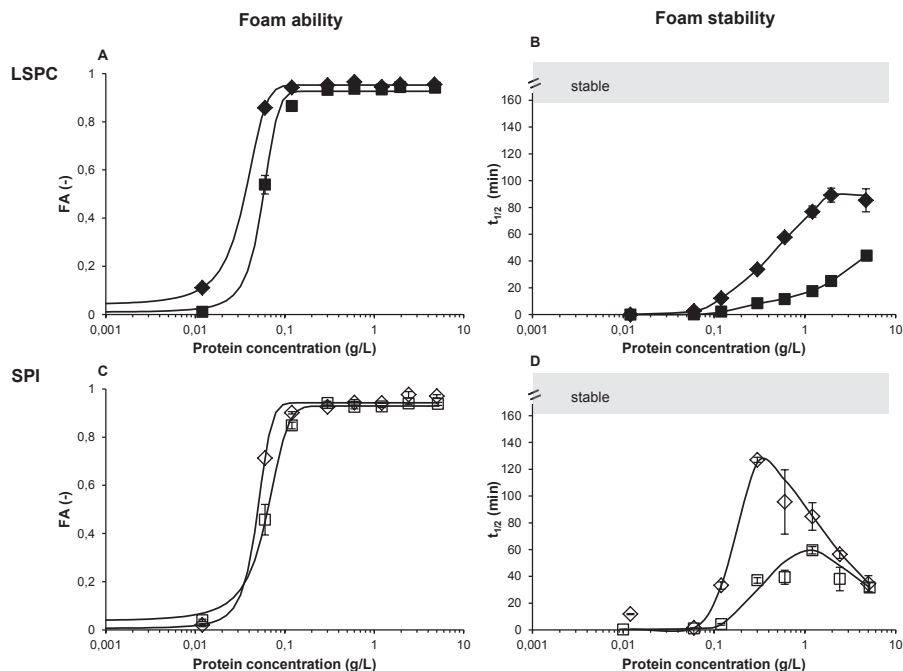 Foam ability
Foam stability
LSPC
A
1
0,8
0,6
0,4
0,2
0
FA (-)
0,001
0,01
0,1
1
10
Protein concentration (g/L)
B
stable
160
140
120
100
80
60
40
20
0
t1/2 (min)
0,001
0,01
0,1
1
10
Protein concentration (g/L)
SPI
C
1
0,8
0,6
0,4
0,2
0
FA (-)
0,001
0,01
0,1
1
10
Protein concentration (g/L)
D
stable
160
140
120
100
80
60
40
20
0
t1/2 (min)
0,001
0,01
0,1
1
10
Protein concentration (g/L)